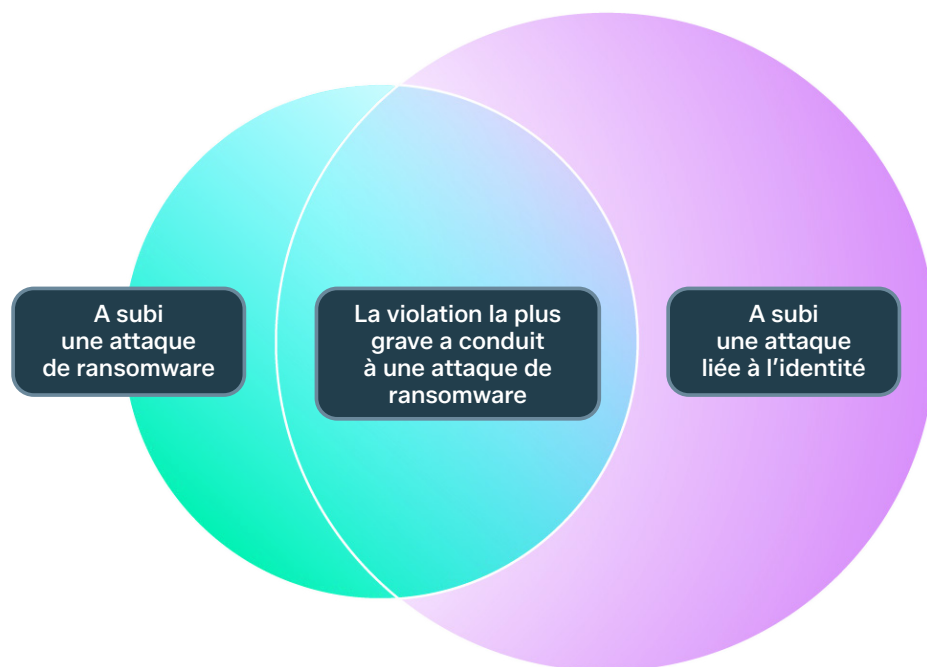 A subi
une attaque
de ransomware
La violation la plus
grave a conduit
à une attaque de
ransomware
A subi
une attaque
liée à l’identité